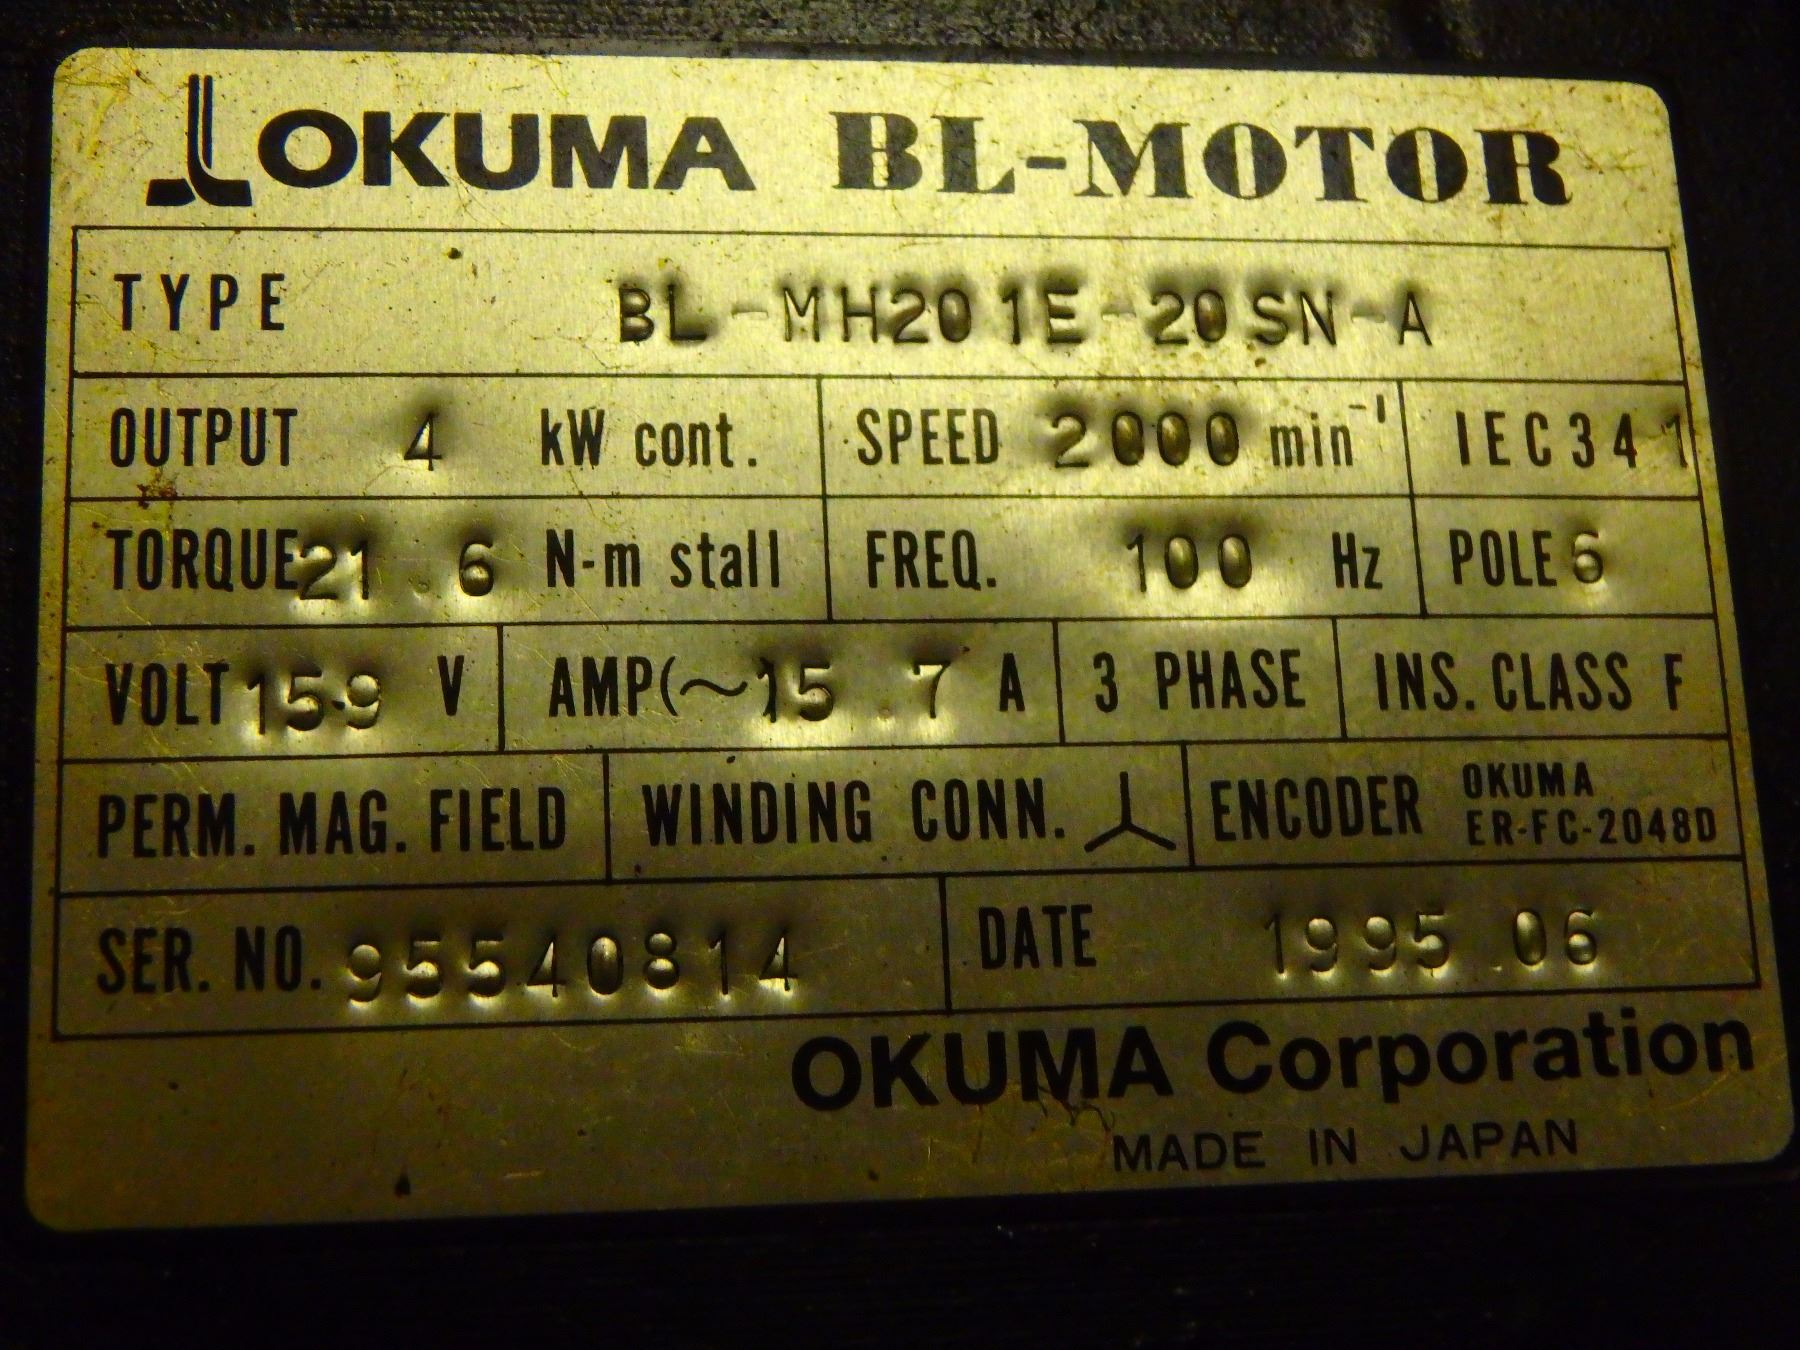 OKUMA BL-MOTOR
TYPE BL-MH201E-20SN-A
OUTPUT 4 kW cont. SPEED 2000 min⁻¹ IEC34 1
TORQUE 21.6 N-m stall FREQ. 100 Hz POLE 6
VOLT 159 V AMP(~)15.7 A 3 PHASE INS. CLASS F
PERM. MAG. FIELD WINDING CONN. ENCODER OKUMA
ER-FC-2048D
SER. NO. 95540814 DATE 1995.06
OKUMA Corporation
MADE IN JAPAN